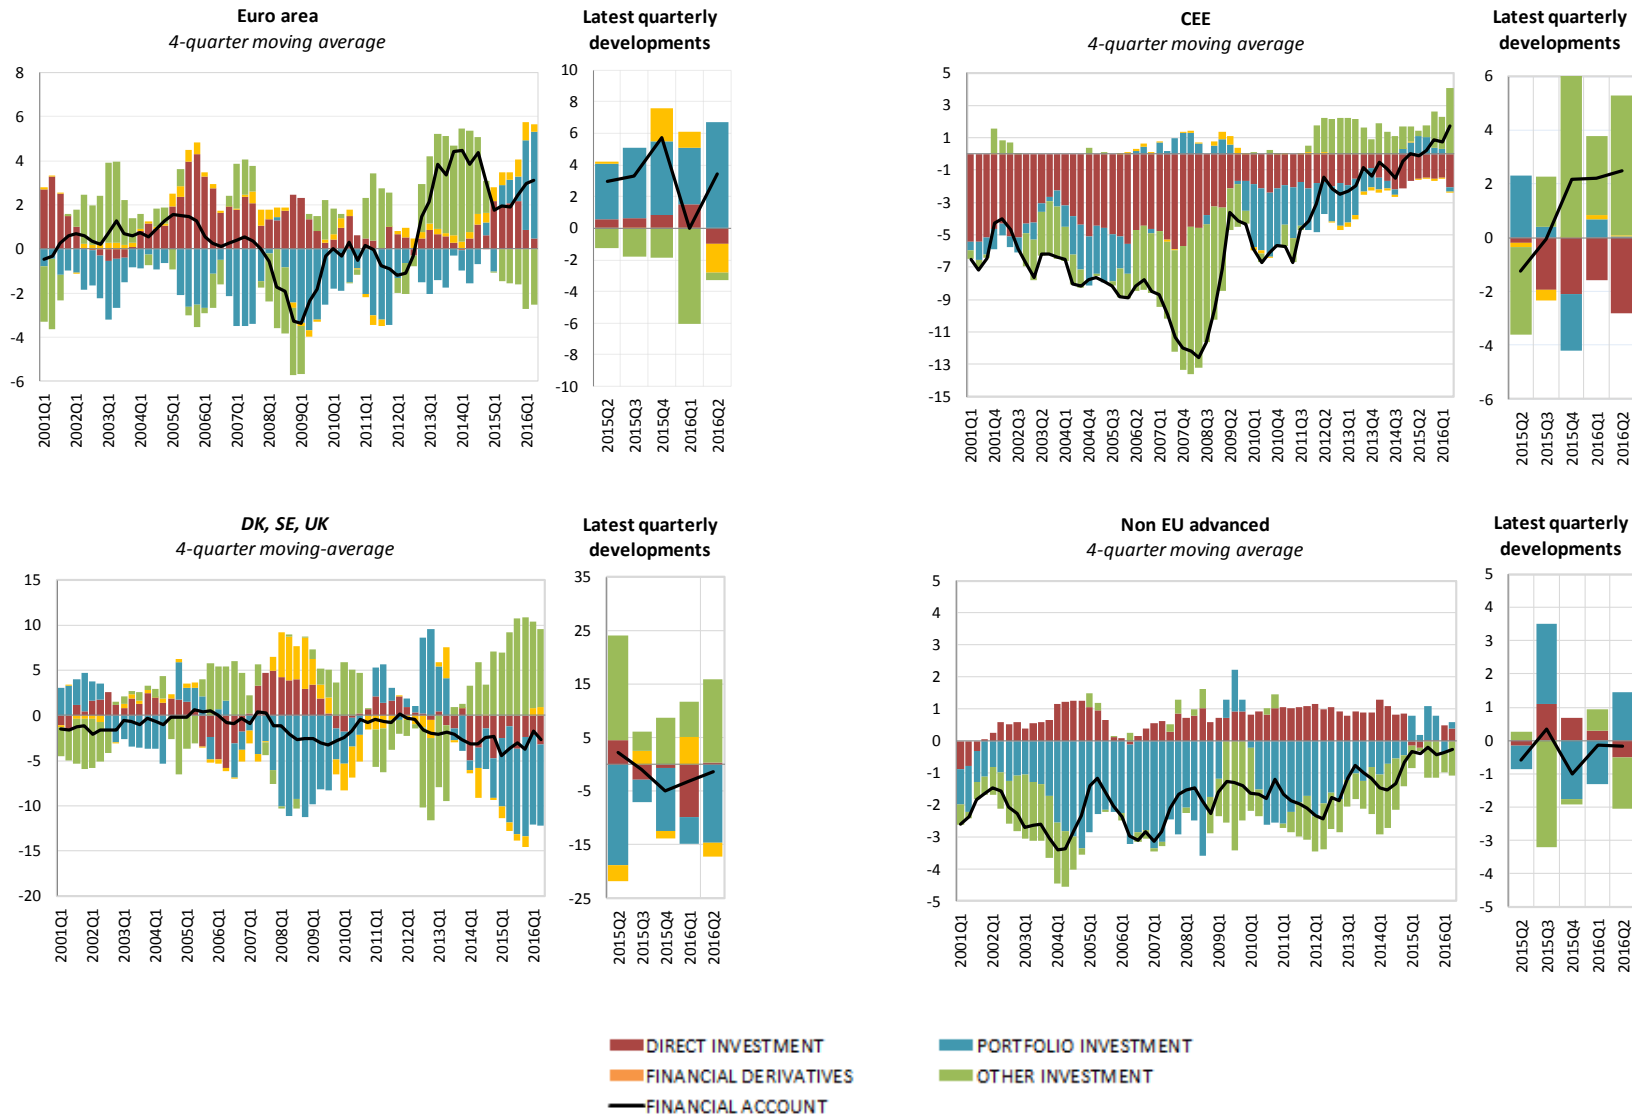 Euro area
4-quarter moving average
8
6
4
2
0
-2
-4
-6
2001Q1
2002Q1
2003Q1
2004Q1
2005Q1
2006Q1
2007Q1
2008Q1
2009Q1
2010Q1
2011Q1
2012Q1
2013Q1
2014Q1
2015Q1
2016Q1
Latest quarterly
developments
10
8
6
4
2
0
-2
-4
-6
-8
-10
2015Q2
2015Q3
2015Q4
2016Q1
2016Q2
CEE
4-quarter moving average
5
3
1
-1
-3
-5
-7
-9
-11
-13
-15
2001Q1
2001Q4
2002Q3
2003Q2
2004Q1
2004Q4
2005Q3
2006Q2
2007Q1
2007Q4
2008Q3
2009Q2
2010Q1
2010Q4
2011Q3
2012Q2
2013Q1
2013Q4
2014Q3
2015Q2
2016Q1
Latest quarterly
developments
6
4
2
0
-2
-4
-6
2015Q2
2015Q3
2015Q4
2016Q1
2016Q2
DK, SE, UK
4-quarter moving-average
15
10
5
0
-5
-10
-15
-20
2001Q1
2002Q1
2003Q1
2004Q1
2005Q1
2006Q1
2007Q1
2008Q1
2009Q1
2010Q1
2011Q1
2012Q1
2013Q1
2014Q1
2015Q1
2016Q1
Latest quarterly
developments
35
25
15
5
-5
-15
-25
2015Q2
2015Q3
2015Q4
2016Q1
2016Q2
Non EU advanced
4-quarter moving average
5
4
3
2
1
0
-1
-2
-3
-4
-5
2001Q1
2002Q1
2003Q1
2004Q1
2005Q1
2006Q1
2007Q1
2008Q1
2009Q1
2010Q1
2011Q1
2012Q1
2013Q1
2014Q1
2015Q1
2016Q1
Latest quarterly
developments
5
4
3
2
1
0
-1
-2
-3
-4
-5
2015Q2
2015Q3
2015Q4
2016Q1
2016Q2
DIRECT INVESTMENT
PORTFOLIO INVESTMENT
FINANCIAL DERIVATIVES
OTHER INVESTMENT
FINANCIAL ACCOUNT